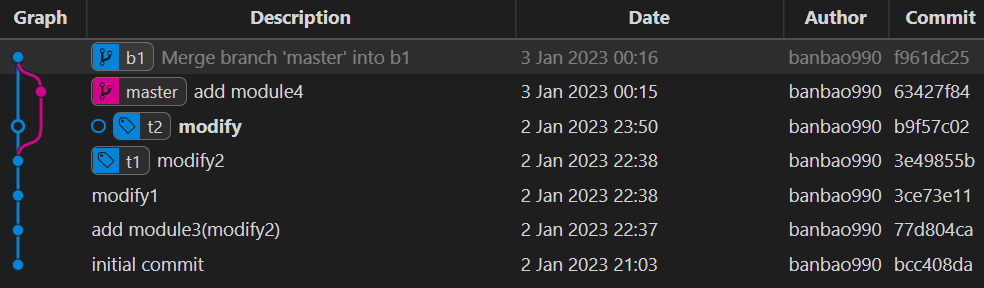 Graph Description Date Author Commit
b1 Merge branch 'master' into b1 3 Jan 2023 00:16 banbao990 f961dc25
master add module4 3 Jan 2023 00:15 banbao990 63427f84
t2 modify 2 Jan 2023 23:50 banbao990 b9f57c02
t1 modify2 2 Jan 2023 22:38 banbao990 3e49855b
modify1 2 Jan 2023 22:38 banbao990 3ce73e11
add module3(modify2) 2 Jan 2023 22:37 banbao990 77d804ca
initial commit 2 Jan 2023 21:03 banbao990 bcc408da